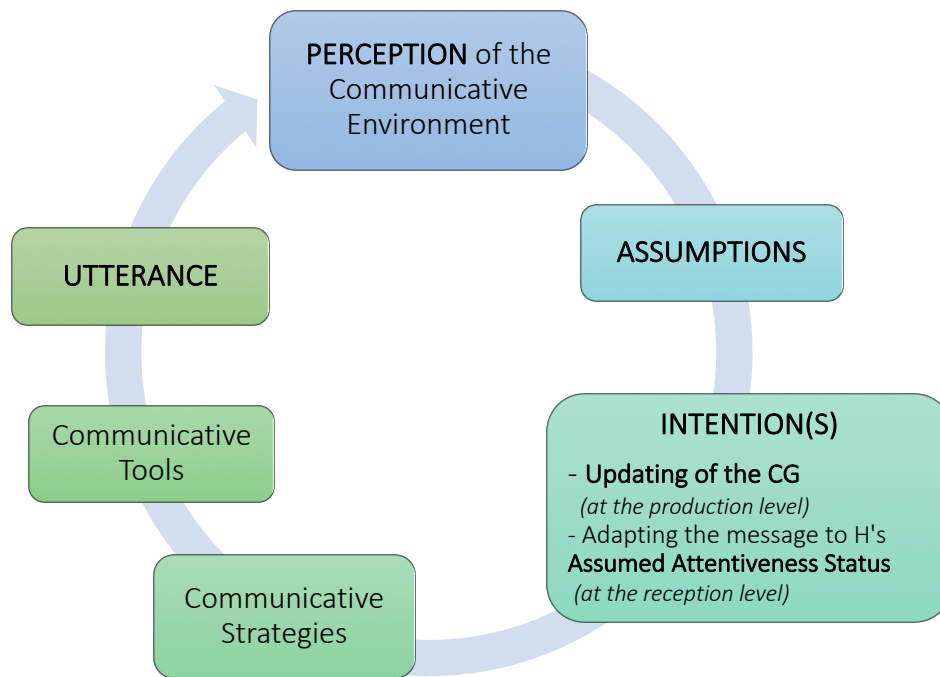 PERCEPTION of the
Communicative
Environment
ASSUMPTIONS
INTENTION(S)
- Updating of the CG
(at the production level)
- Adapting the message to H's
Assumed Attentiveness Status
(at the reception level)
Communicative
Strategies
Communicative
Tools
UTTERANCE